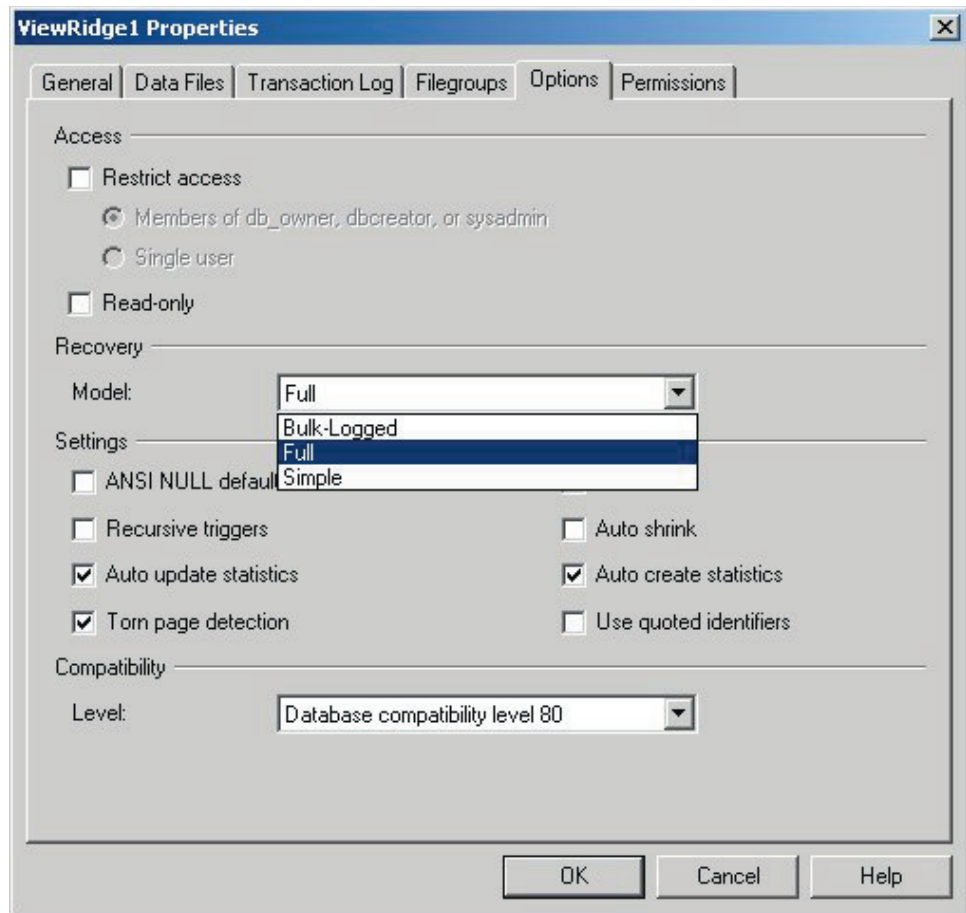 ViewRidge1 Properties
General Data Files Transaction Log Filegroups Options Permissions
Access
Restrict access
Members of db_owner, dbcreator, or sysadmin
Single user
Read-only
Recovery
Model: Full
Bulk-Logged
Settings Full
ANSI NULL default Simple
Recursive triggers Auto shrink
Auto update statistics Auto create statistics
Torn page detection Use quoted identifiers
Compatibility
Level: Database compatibility level 80
OK Cancel Help